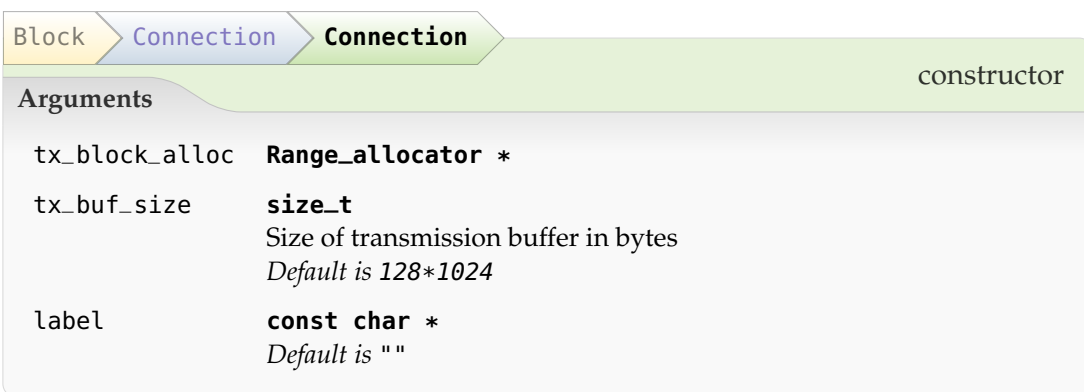 Block Connection Connection
constructor
Arguments
tx_block_alloc Range_allocator *
tx_buf_size size_t
Size of transmission buffer in bytes
Default is 128*1024
label const char *
Default is ""